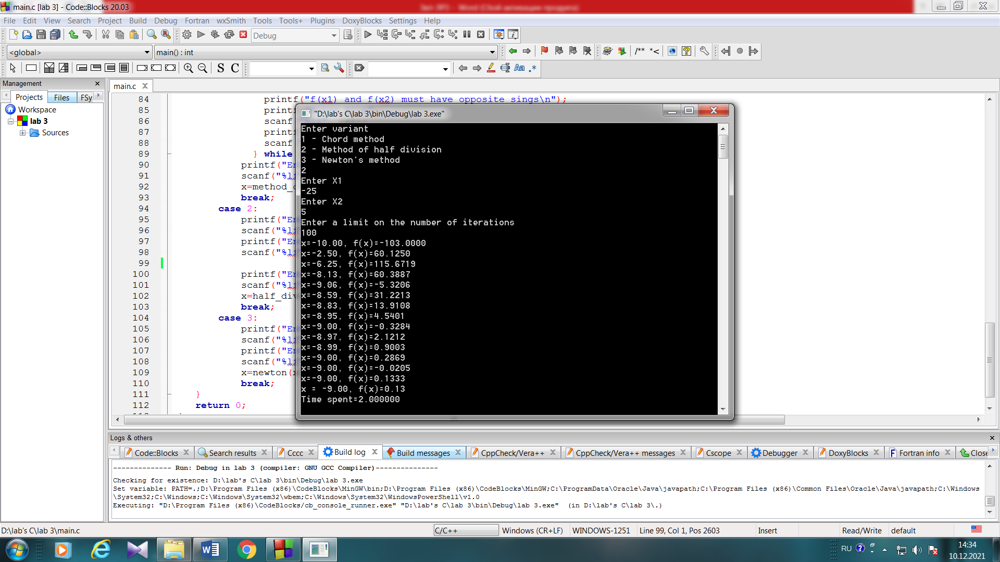 main.c [lab 3] - Code::Blocks 20.03
File Edit View Search Project Build Debug Fortran wxSmith Tools Tools+ Plugins DoxyBlocks Settings Help
Debug
<global> main() : int /** *<
S C Aa .*
Management
Projects Files FSy
Workspace
lab 3
Sources
main.c
84 printf("f(x1) and f(x2) must have opposite sings\n");
85 print
86 scanf
87 print
88 scanf
89 } while
90 printf("E
91 scanf("%l
92 x=method_
93 break;
94 case 2:
95 printf("E
96 scanf("%l
97 printf("E
98 scanf("%l
99
100 printf("E
101 scanf("%l
102 x=half_di
103 break;
104 case 3:
105 printf("E
106 scanf("%l
107 printf("E
108 scanf("%l
109 x=newton(
110 break;
111 }
112 return 0;
"D:\lab's C\lab 3\bin\Debug\lab 3.exe"
Enter variant
1 - Chord method
2 - Method of half division
3 - Newton's method
2
Enter X1
-25
Enter X2
5
Enter a limit on the number of iterations
100
x=-10.00, f(x)=-103.0000
x=-2.50, f(x)=60.1250
x=-6.25, f(x)=115.6719
x=-8.13, f(x)=60.3887
x=-9.06, f(x)=-5.3206
x=-8.59, f(x)=31.2213
x=-8.83, f(x)=13.9108
x=-8.95, f(x)=4.5401
x=-9.00, f(x)=-0.3284
x=-8.97, f(x)=2.1212
x=-8.99, f(x)=0.9003
x=-9.00, f(x)=0.2869
x=-9.00, f(x)=-0.0205
x=-9.00, f(x)=0.1333
x = -9.00, f(x)=0.13
Time spent=2.000000
Logs & others
Code::Blocks Search results Cccc Build log Build messages CppCheck/Vera++ CppCheck/Vera++ messages Cscope Debugger DoxyBlocks Fortran info Close
-------------- Run: Debug in lab 3 (compiler: GNU GCC Compiler)---------------
Checking for existence: D:\lab's C\lab 3\bin\Debug\lab 3.exe
Set variable: PATH=.;D:\Program Files (x86)\CodeBlocks\MinGW\bin;D:\Program Files (x86)\CodeBlocks\MinGW;C:\ProgramData\Oracle\Java\javapath;C:\Program Files (x86)\Common Files\Oracle\Java\javapath;C:\Windows
\System32;C:\Windows;C:\Windows\System32\wbem;C:\Windows\System32\WindowsPowerShell\v1.0
Executing: "D:\Program Files (x86)\CodeBlocks/cb_console_runner.exe" "D:\lab's C\lab 3\bin\Debug\lab 3.exe" (in D:\lab's C\lab 3\.)
D:\lab's C\lab 3\main.c C/C++ Windows (CR+LF) WINDOWS-1251 Line 99, Col 1, Pos 2603 Insert Read/Write default
RU 14:34
10.12.2021